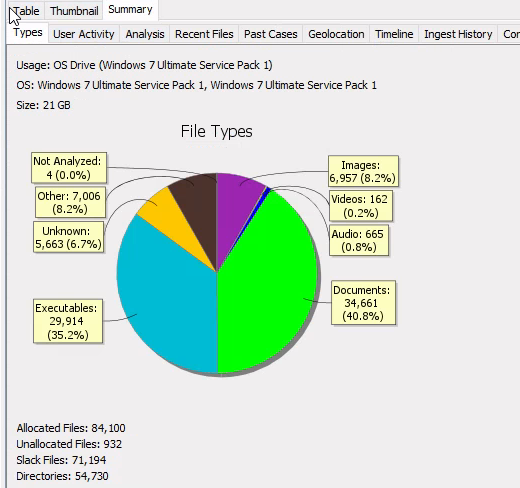 Table Thumbnail Summary
Types User Activity Analysis Recent Files Past Cases Geolocation Timeline Ingest History
Usage: OS Drive (Windows 7 Ultimate Service Pack 1)
OS: Windows 7 Ultimate Service Pack 1, Windows 7 Ultimate Service Pack 1
Size: 21 GB
File Types
Not Analyzed:
4 (0.0%)
Other: 7,006
(8.2%)
Unknown:
5,663 (6.7%)
Executables:
29,914
(35.2%)
Images:
6,957 (8.2%)
Videos: 162
(0.2%)
Audio: 665
(0.8%)
Documents:
34,661
(40.8%)
Allocated Files: 84,100
Unallocated Files: 932
Slack Files: 71,194
Directories: 54,730